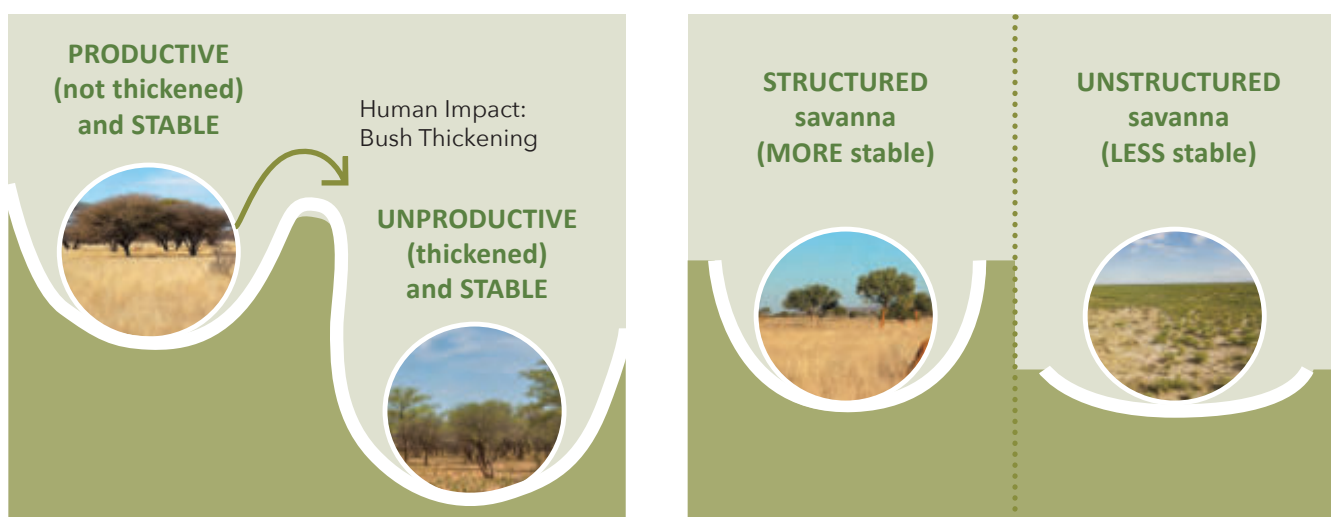 PRODUCTIVE
(not thickened)
and STABLE
Human Impact:
Bush Thickening
UNPRODUCTIVE
(thickened)
and STABLE
STRUCTURED
savanna
(MORE stable)
UNSTRUCTURED
savanna
(LESS stable)